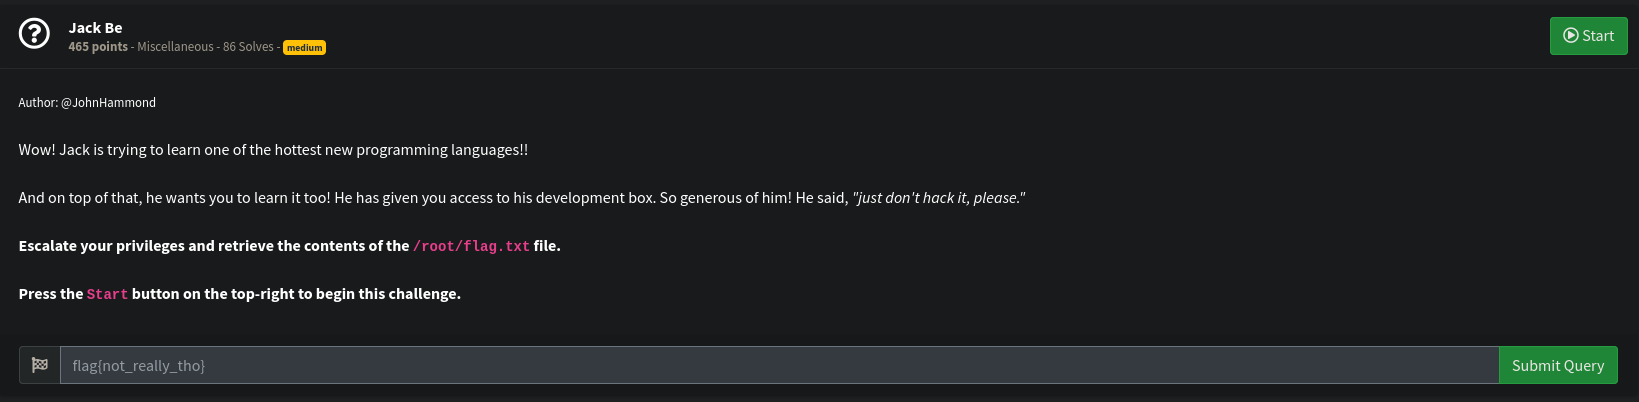 Jack Be
465 points - Miscellaneous - 86 Solves - medium
Start
Author: @JohnHammond
Wow! Jack is trying to learn one of the hottest new programming languages!!
And on top of that, he wants you to learn it too! He has given you access to his development box. So generous of him! He said, "just don't hack it, please."
Escalate your privileges and retrieve the contents of the /root/flag.txt file.
Press the Start button on the top-right to begin this challenge.
flag{not_really_tho}
Submit Query